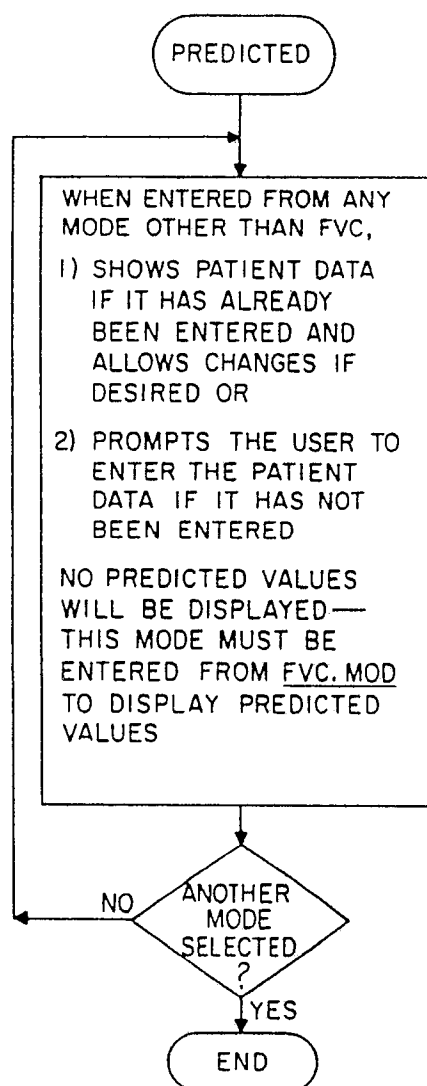 PREDICTED
WHEN ENTERED FROM ANY
MODE OTHER THAN FVC,
1) SHOWS PATIENT DATA
IF IT HAS ALREADY
BEEN ENTERED AND
ALLOWS CHANGES IF
DESIRED OR
2) PROMPTS THE USER TO
ENTER THE PATIENT
DATA IF IT HAS NOT
BEEN ENTERED
NO PREDICTED VALUES
WILL BE DISPLAYED—
THIS MODE MUST BE
ENTERED FROM FVC. MOD
TO DISPLAY PREDICTED
VALUES
NO
ANOTHER
MODE
SELECTED
?
YES
END